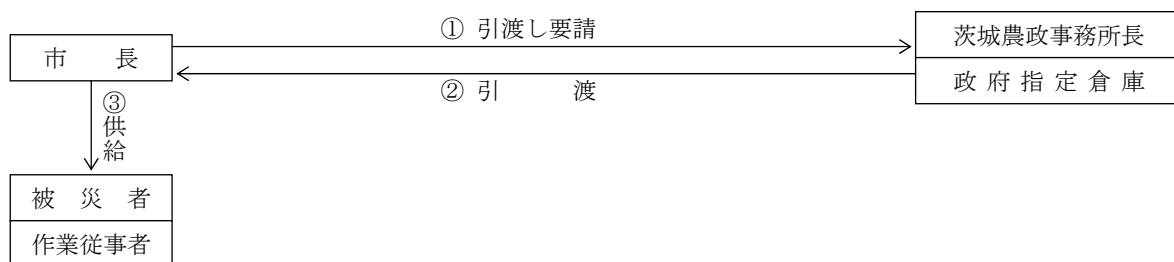 ① 引渡し要請
市 長
茨城農政事務所長
政府指定倉庫
② 引 渡
③供給
被災者
作業従事者